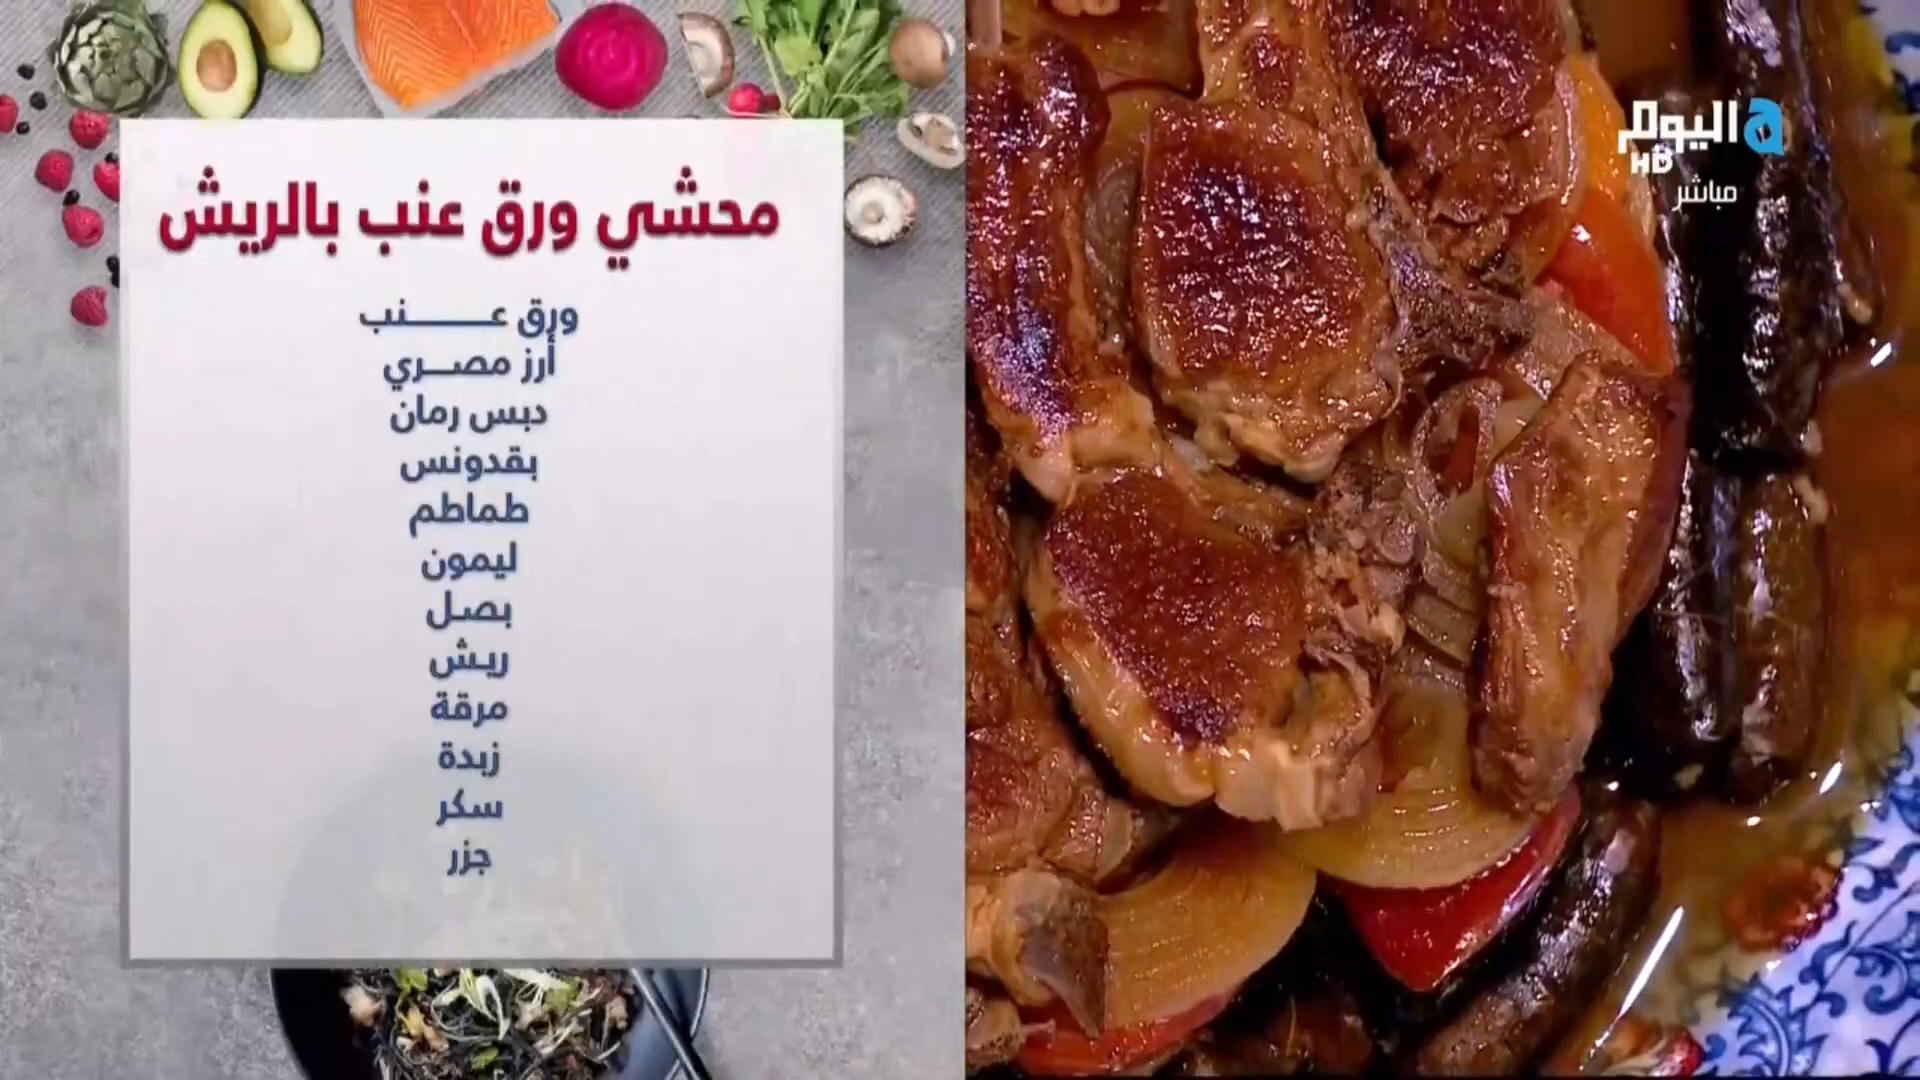 محشي ورق عنب بالريش
ورق عنب
أرز مصري
دبس رمان
بقدونس
طماطم
ليمون
بصل
ريش
مرقة
زبدة
سكر
جزر
اليوم a
HD
مباشر